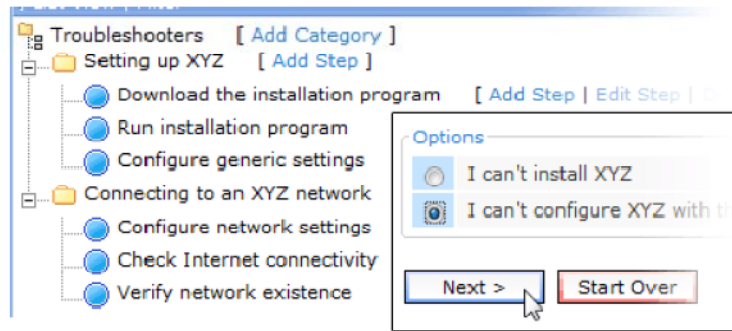 Troubleshooters [ Add Category ]
Setting up XYZ [ Add Step ]
Download the installation program [ Add Step | Edit Step |
Run installation program
Configure generic settings
Connecting to an XYZ network
Configure network settings
Check Internet connectivity
Verify network existence
Options
I can't install XYZ
I can't configure XYZ with
Next >
Start Over